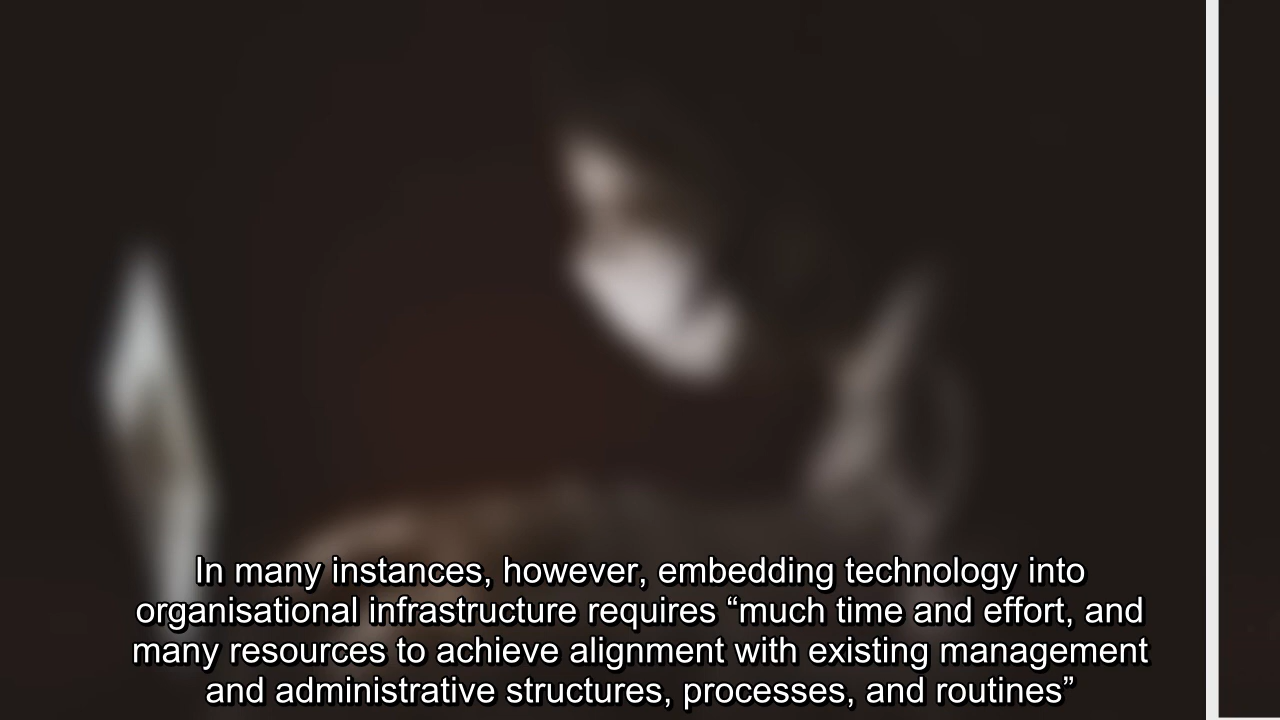 In many instances, however, embedding technology into
organisational infrastructure requires “much time and effort, and
many resources to achieve alignment with existing management
and administrative structures, processes, and routines”